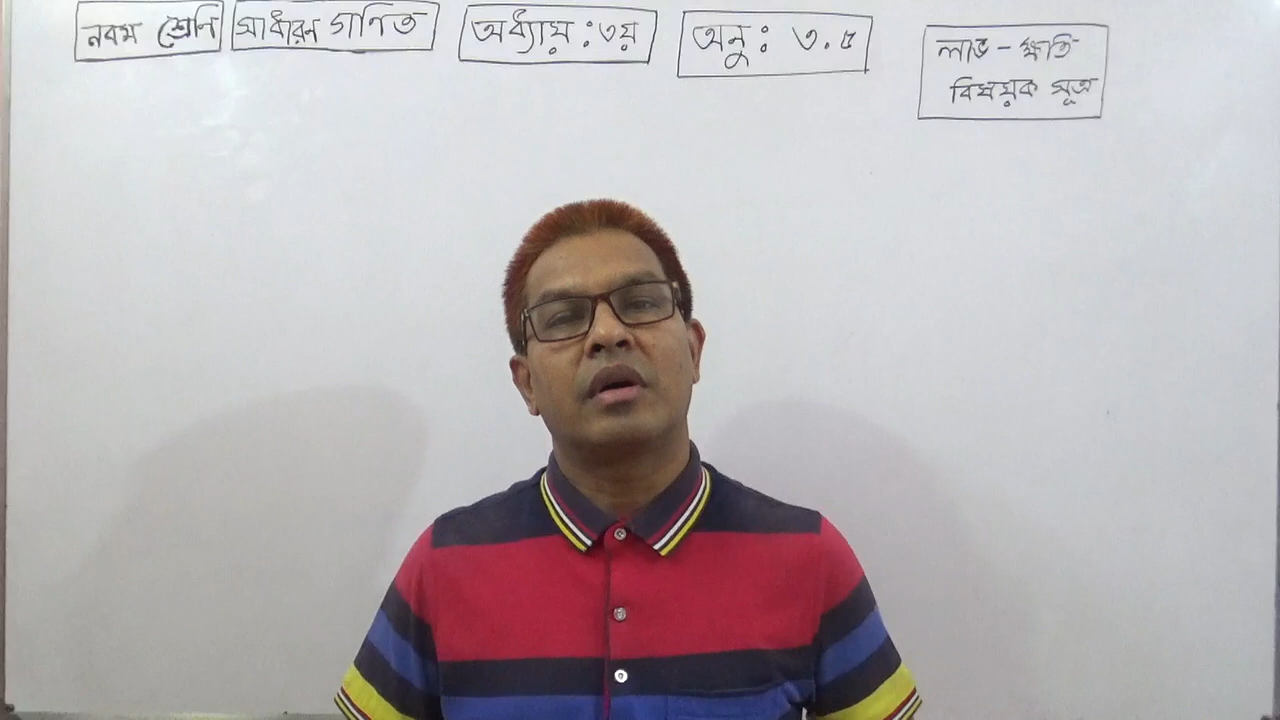 নবম শ্রেণি সাধারন গণিত অধ্যায় : ৩য় অনু : ৩.৫
লাভ - ক্ষতি
বিষয়ক সূত্র